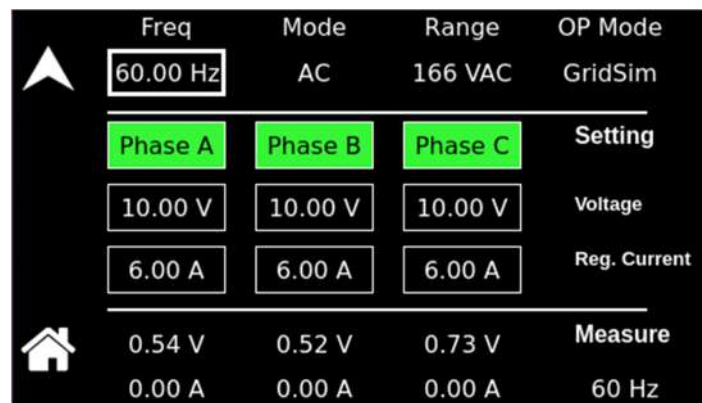 Freq Mode Range OP Mode
60.00 Hz AC 166 VAC GridSim
Phase A Phase B Phase C Setting
10.00 V 10.00 V 10.00 V Voltage
6.00 A 6.00 A 6.00 A Reg. Current
0.54 V 0.52 V 0.73 V Measure
0.00 A 0.00 A 0.00 A 60 Hz